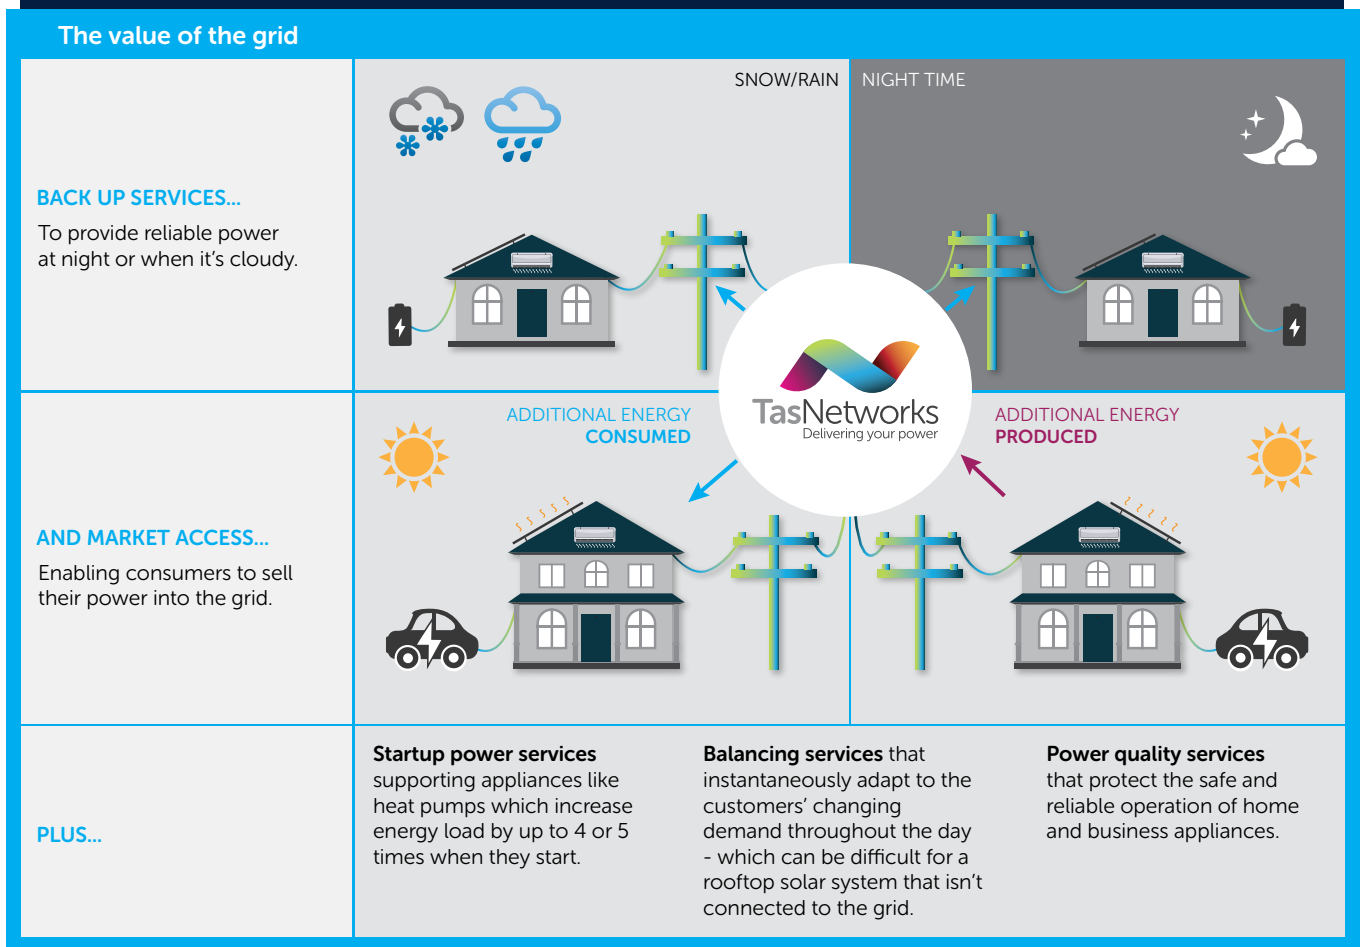 The value of the grid
SNOW/RAIN
NIGHT TIME
BACK UP SERVICES...
To provide reliable power
at night or when it's cloudy.
TasNetworks
Delivering your power
ADDITIONAL ENERGY
CONSUMED
ADDITIONAL ENERGY
PRODUCED
AND MARKET ACCESS...
Enabling consumers to sell
their power into the grid.
PLUS...
Startup power services
supporting appliances like
heat pumps which increase
energy load by up to 4 or 5
times when they start.
Balancing services that
instantaneously adapt to the
customers' changing
demand throughout the day
- which can be difficult for a
rooftop solar system that isn't
connected to the grid.
Power quality services
that protect the safe and
reliable operation of home
and business appliances.